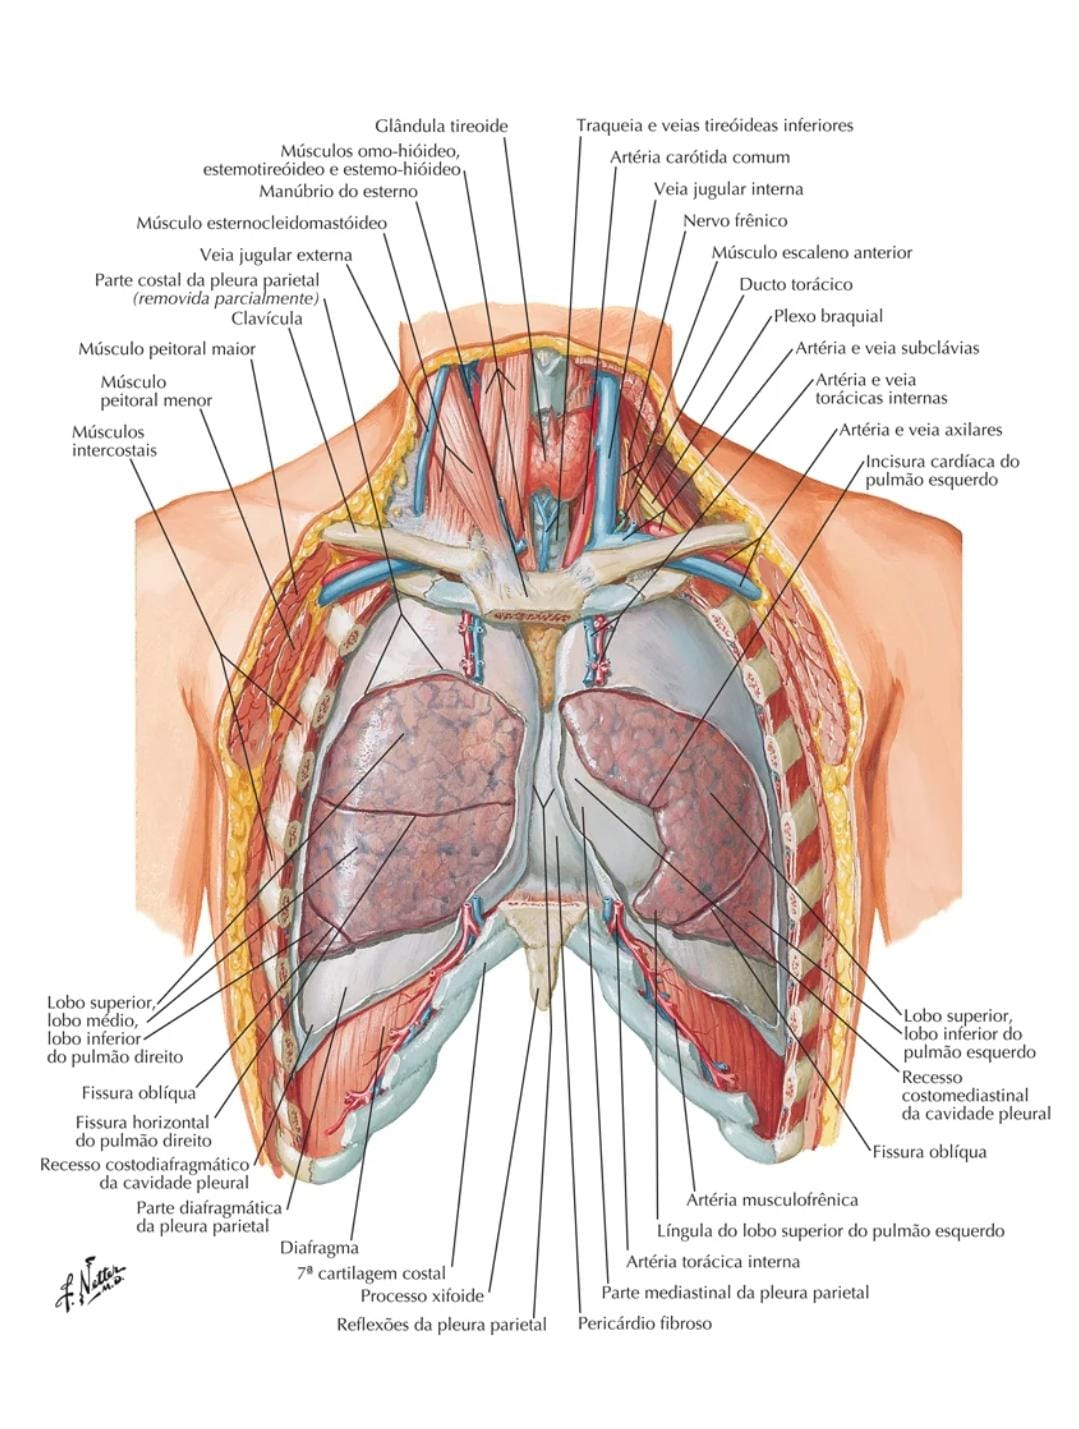 Glândula tireoide
Músculos omo-hióideo,
estemotireóideo e estemo-hióideo
Manúbrio do esterno
Músculo esternocleidomastóideo
Veia jugular externa
Parte costal da pleura parietal
(removida parcialmente)
Clavícula
Músculo peitoral maior
Músculo
peitoral menor
Músculos
intercostais
Traqueia e veias tireóideas inferiores
Artéria carótida comum
Veia jugular interna
Nervo frênico
Músculo escaleno anterior
Ducto torácico
Plexo braquial
Artéria e veia subclávias
Artéria e veia
torácicas internas
Artéria e veia axilares
Incisura cardíaca do
pulmão esquerdo
Lobo superior,
lobo médio,
lobo inferior
do pulmão direito
Fissura oblíqua
Fissura horizontal
do pulmão direito
Recesso costodiafragmático
da cavidade pleural
Parte diafragmática
da pleura parietal
Diafragma
7ª cartilagem costal
Processo xifoide
Reflexões da pleura parietal
Lobo superior,
lobo inferior do
pulmão esquerdo
Recesso
costomediastinal
da cavidade pleural
Fissura oblíqua
Artéria musculofrênica
Língula do lobo superior do pulmão esquerdo
Artéria torácica interna
Parte mediastinal da pleura parietal
Pericárdio fibroso
F. Netter
M.D.